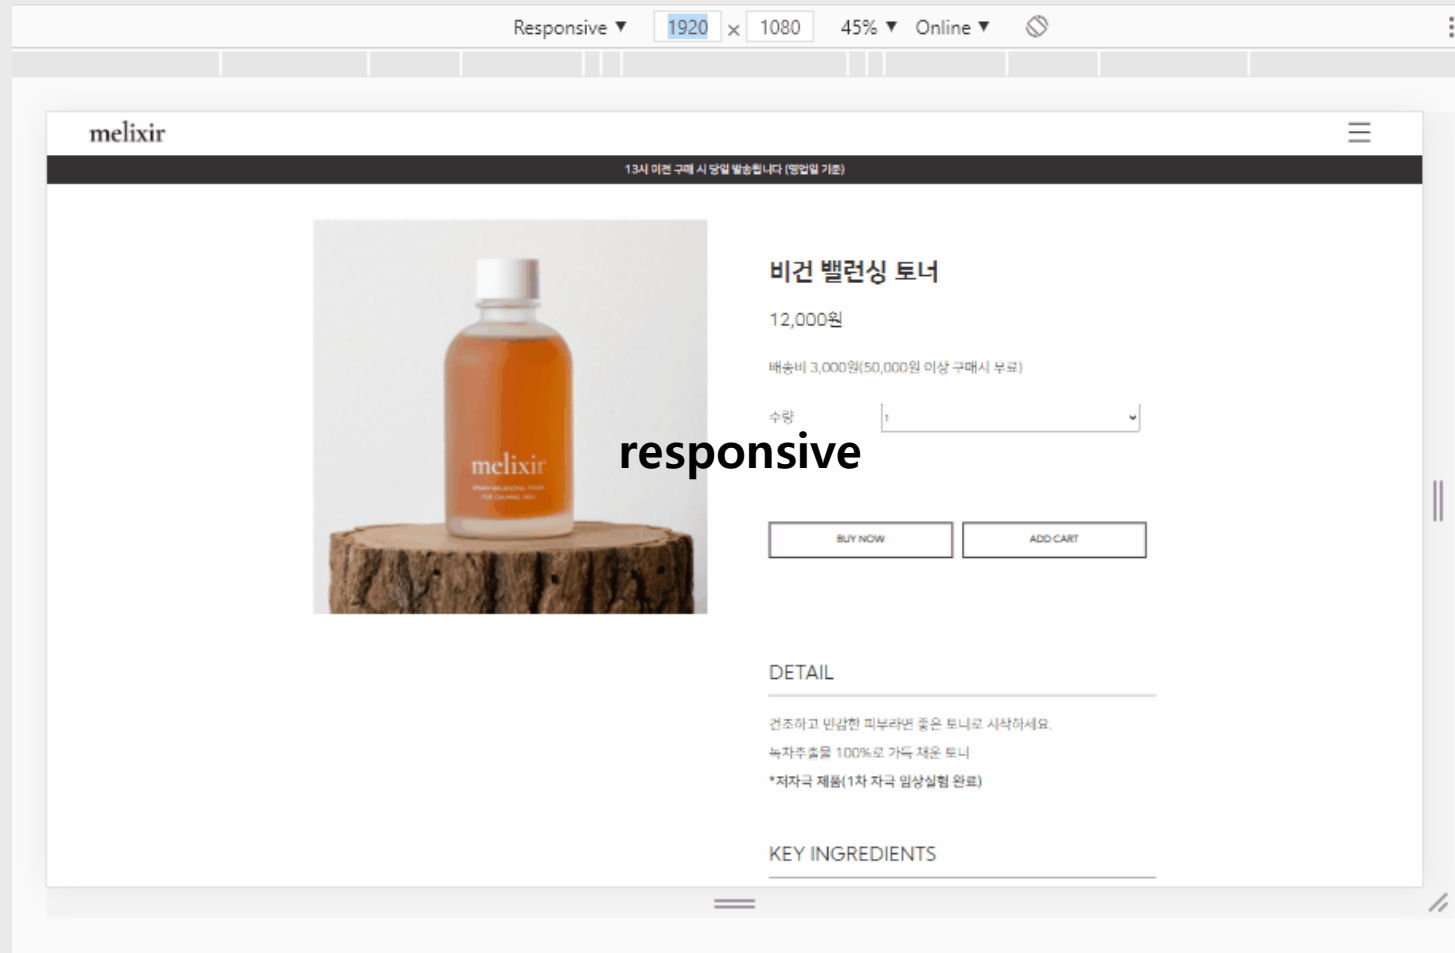 Responsive ▼ 1920 × 1080 45% ▼ Online ▼
melixir
13시 이전 구매 시 당일 발송됩니다 (영업일 기준)
비건 밸런싱 토너
12,000원
배송비 3,000원(50,000원 이상 구매시 무료)
수량 1
responsive
melixir
VEGAN BALANCING TONER
FOR CALMING SKIN
BUY NOW ADD CART
DETAIL
건조하고 민감한 피부라면 좋은 토너로 시작하세요.
녹차추출물 100%로 가득 채운 토너
*저자극 제품(1차 자극 임상실험 완료)
KEY INGREDIENTS